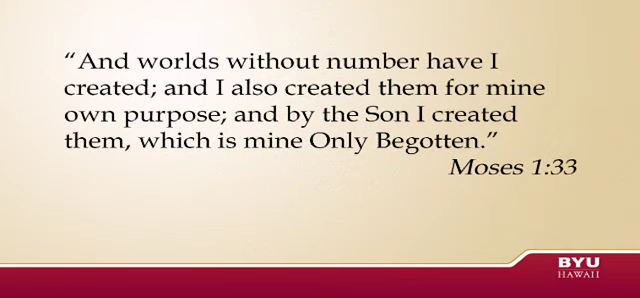 “And worlds without number have I
created; and I also created them for mine
own purpose; and by the Son I created
them, which is mine Only Begotten.”
Moses 1:33
BYU
HAWAII